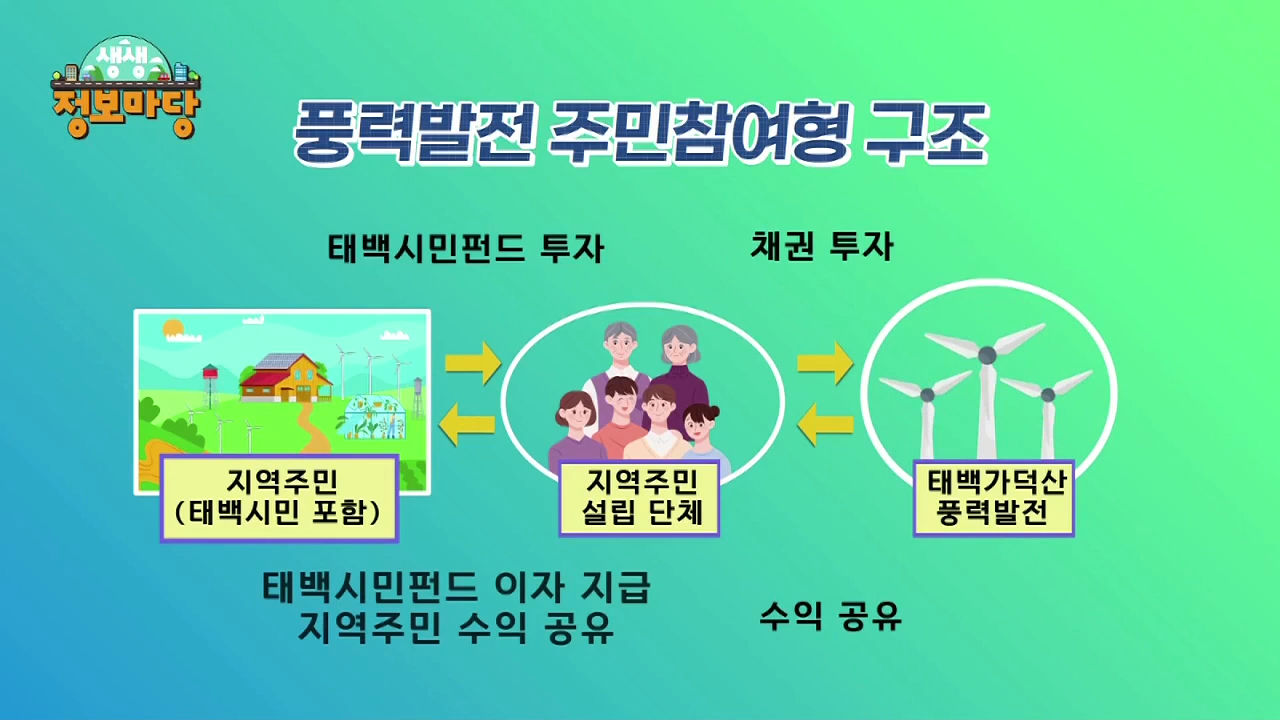 생생
정보마당
풍력발전 주민참여형 구조
태백시민펀드 투자
채권 투자
지역주민
(태백시민 포함)
지역주민
설립 단체
태백가덕산
풍력발전
태백시민펀드 이자 지급
지역주민 수익 공유
수익 공유